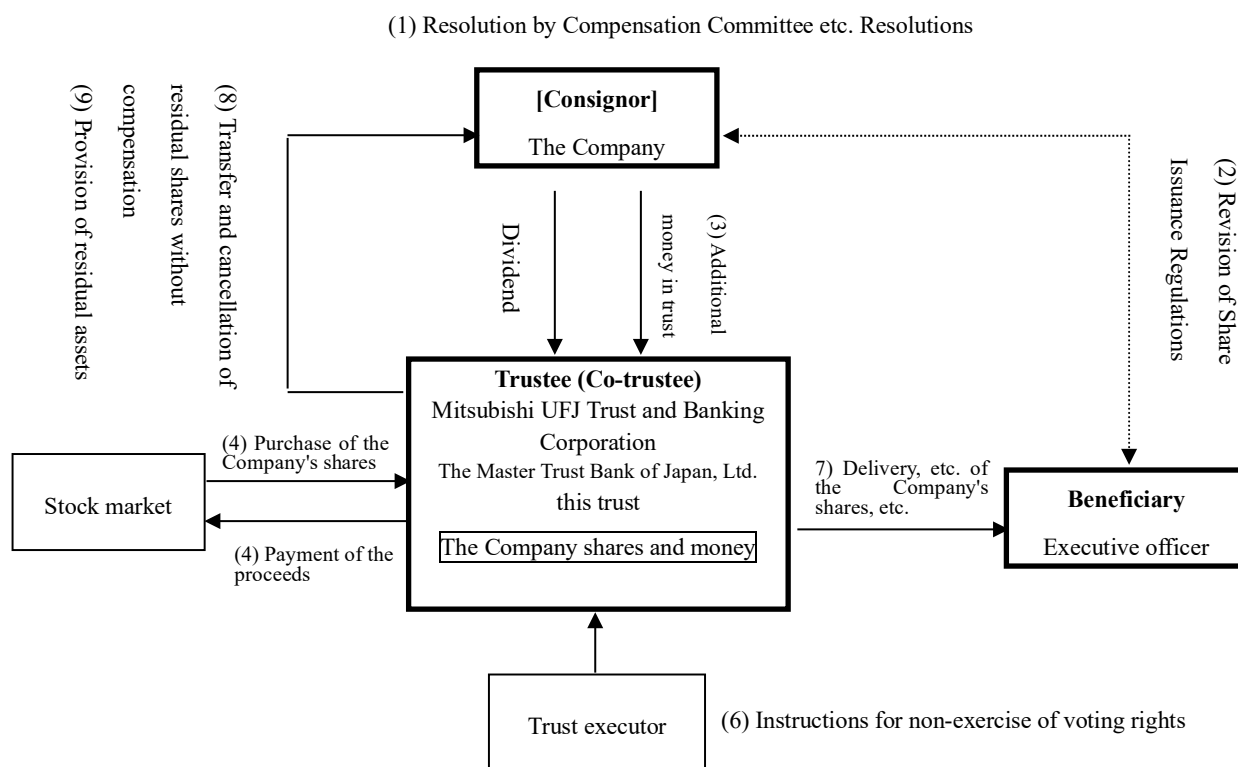 (1) Resolution by Compensation Committee etc. Resolutions
[Consignor]
The Company
(8) Transfer and cancellation of
residual shares without
compensation
(9) Provision of residual assets
(2) Revision of Share
Issuance Regulations
Dividend
(3) Additional
money in trust
Trustee (Co-trustee)
Mitsubishi UFJ Trust and Banking
Corporation
The Master Trust Bank of Japan, Ltd.
this trust
The Company shares and money
Stock market
(4) Purchase of the
Company's shares
(4) Payment of the
proceeds
7) Delivery, etc. of
the Company's
shares, etc.
Beneficiary
Executive officer
Trust executor
(6) Instructions for non-exercise of voting rights